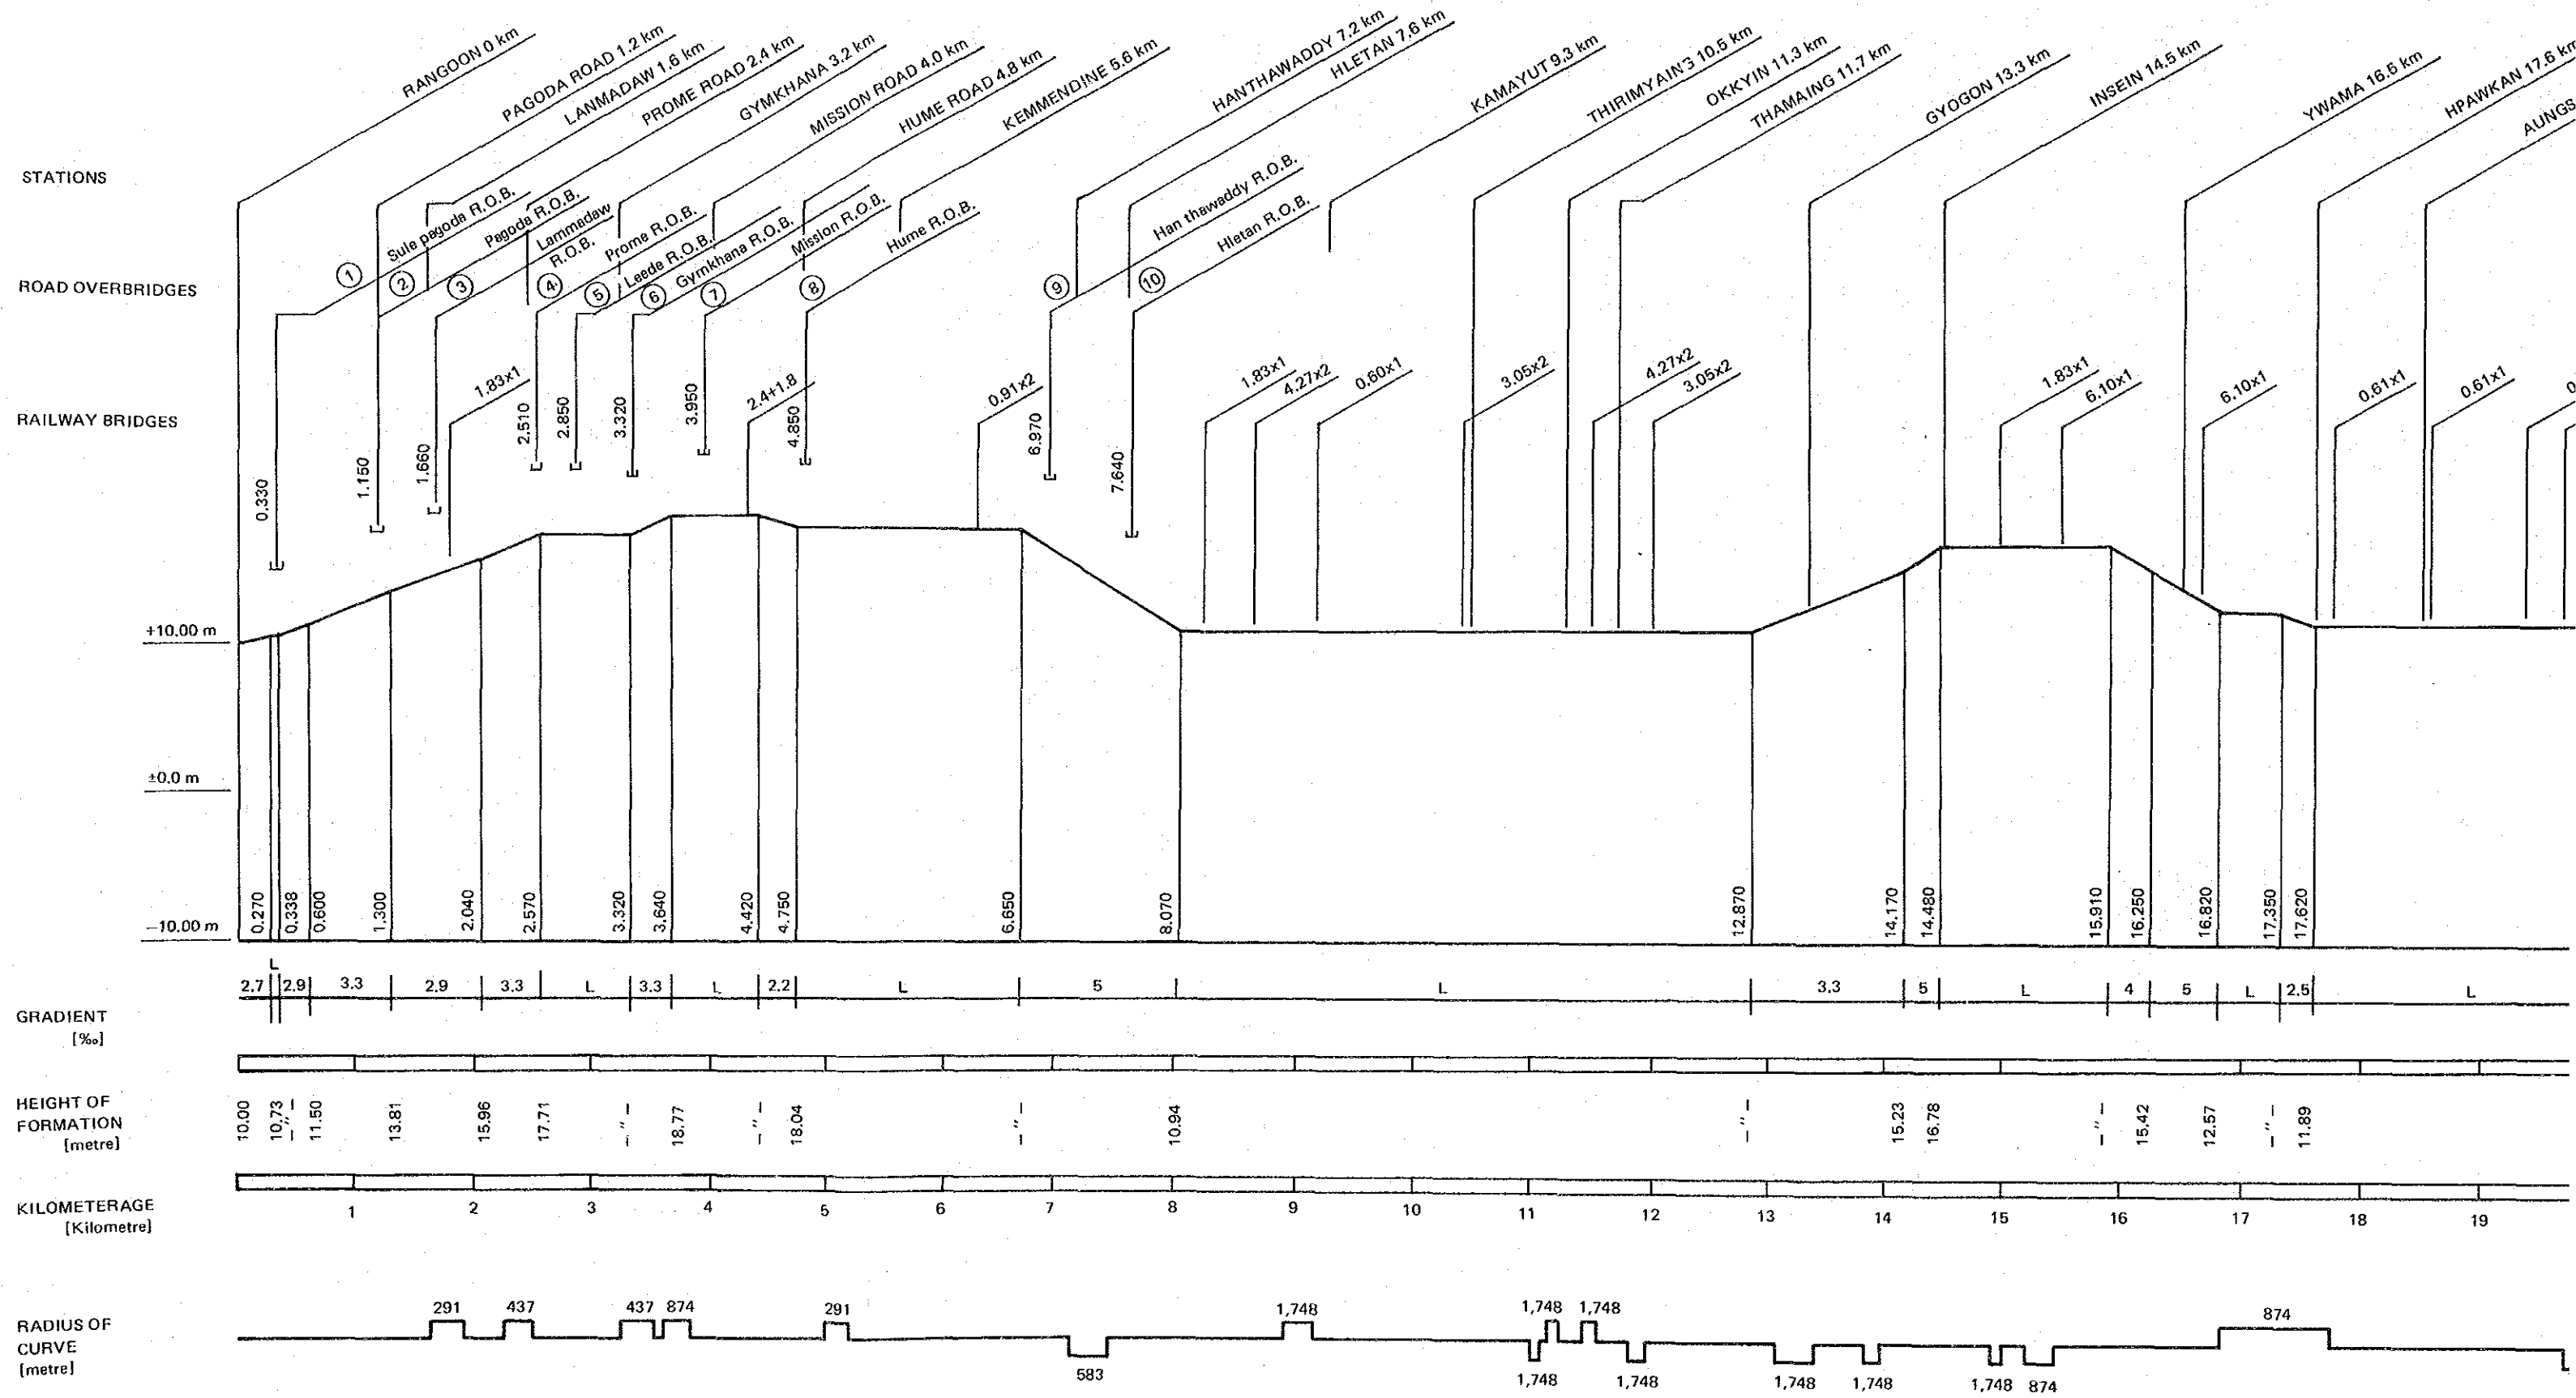 STATIONS
RANGOON 0 km
PAGODA ROAD 1.2 km
LANMADAW 1.6 km
PROME ROAD 2.4 km
GYMKHANA 3.2 km
MISSION ROAD 4.0 km
HUME ROAD 4.8 km
KEMMENDINE 5.6 km
HANTHAWADDY 7.2 km
HLETAN 7.6 km
KAMAYUT 9.3 km
THIRIMYAING 10.5 km
OKKYIN 11.3 km
THAMAING 11.7 km
GYOGON 13.3 km
INSEIN 14.5 km
YWAMA 16.5 km
HPAWKAN 17.6 km
AUNGS
ROAD OVERBRIDGES
1 Sule pagoda R.O.B.
2 Pagoda R.O.B.
3 Lammadaw R.O.B.
4 Prome R.O.B.
5 Leede R.O.B.
6 Gymkhana R.O.B.
7 Mission R.O.B.
8 Hume R.O.B.
9 Han thawaddy R.O.B.
10 Hletan R.O.B.
0.330 1.150 1.660 2.510 2.850 3.320 3.950 4.850 6.970 7.640
RAILWAY BRIDGES
1.83x1 2.4+1.8 0.91x2 1.83x1 4.27x2 0.60x1 3.05x2 4.27x2 3.05x2 1.83x1 6.10x1 6.10x1 0.61x1 0.61x1 0
+10.00 m
±0.0 m
−10.00 m
0.270 0.338 0.600 1.300 2.040 2.570 3.320 3.640 4.420 4.750 6.650 8.070 12.870 14.170 14.480 15.910 16.250 16.820 17.350 17.620
GRADIENT
[‰]
2.7 L 2.9 3.3 2.9 3.3 L 3.3 L 2.2 L 5 L 3.3 5 L 4 5 L 2.5 L
HEIGHT OF
FORMATION
[metre]
10.00 10.73 –″– 11.50 13.81 15.96 17.71 –″– 18.77 –″– 18.04 –″– 10.94 –″– 15.23 16.78 –″– 15.42 12.57 –″– 11.89
KILOMETERAGE
[Kilometre]
1 2 3 4 5 6 7 8 9 10 11 12 13 14 15 16 17 18 19
RADIUS OF
CURVE
[metre]
291 437 437 874 291 1,748 1,748 1,748 874
583 1,748 1,748 1,748 1,748 1,748 874